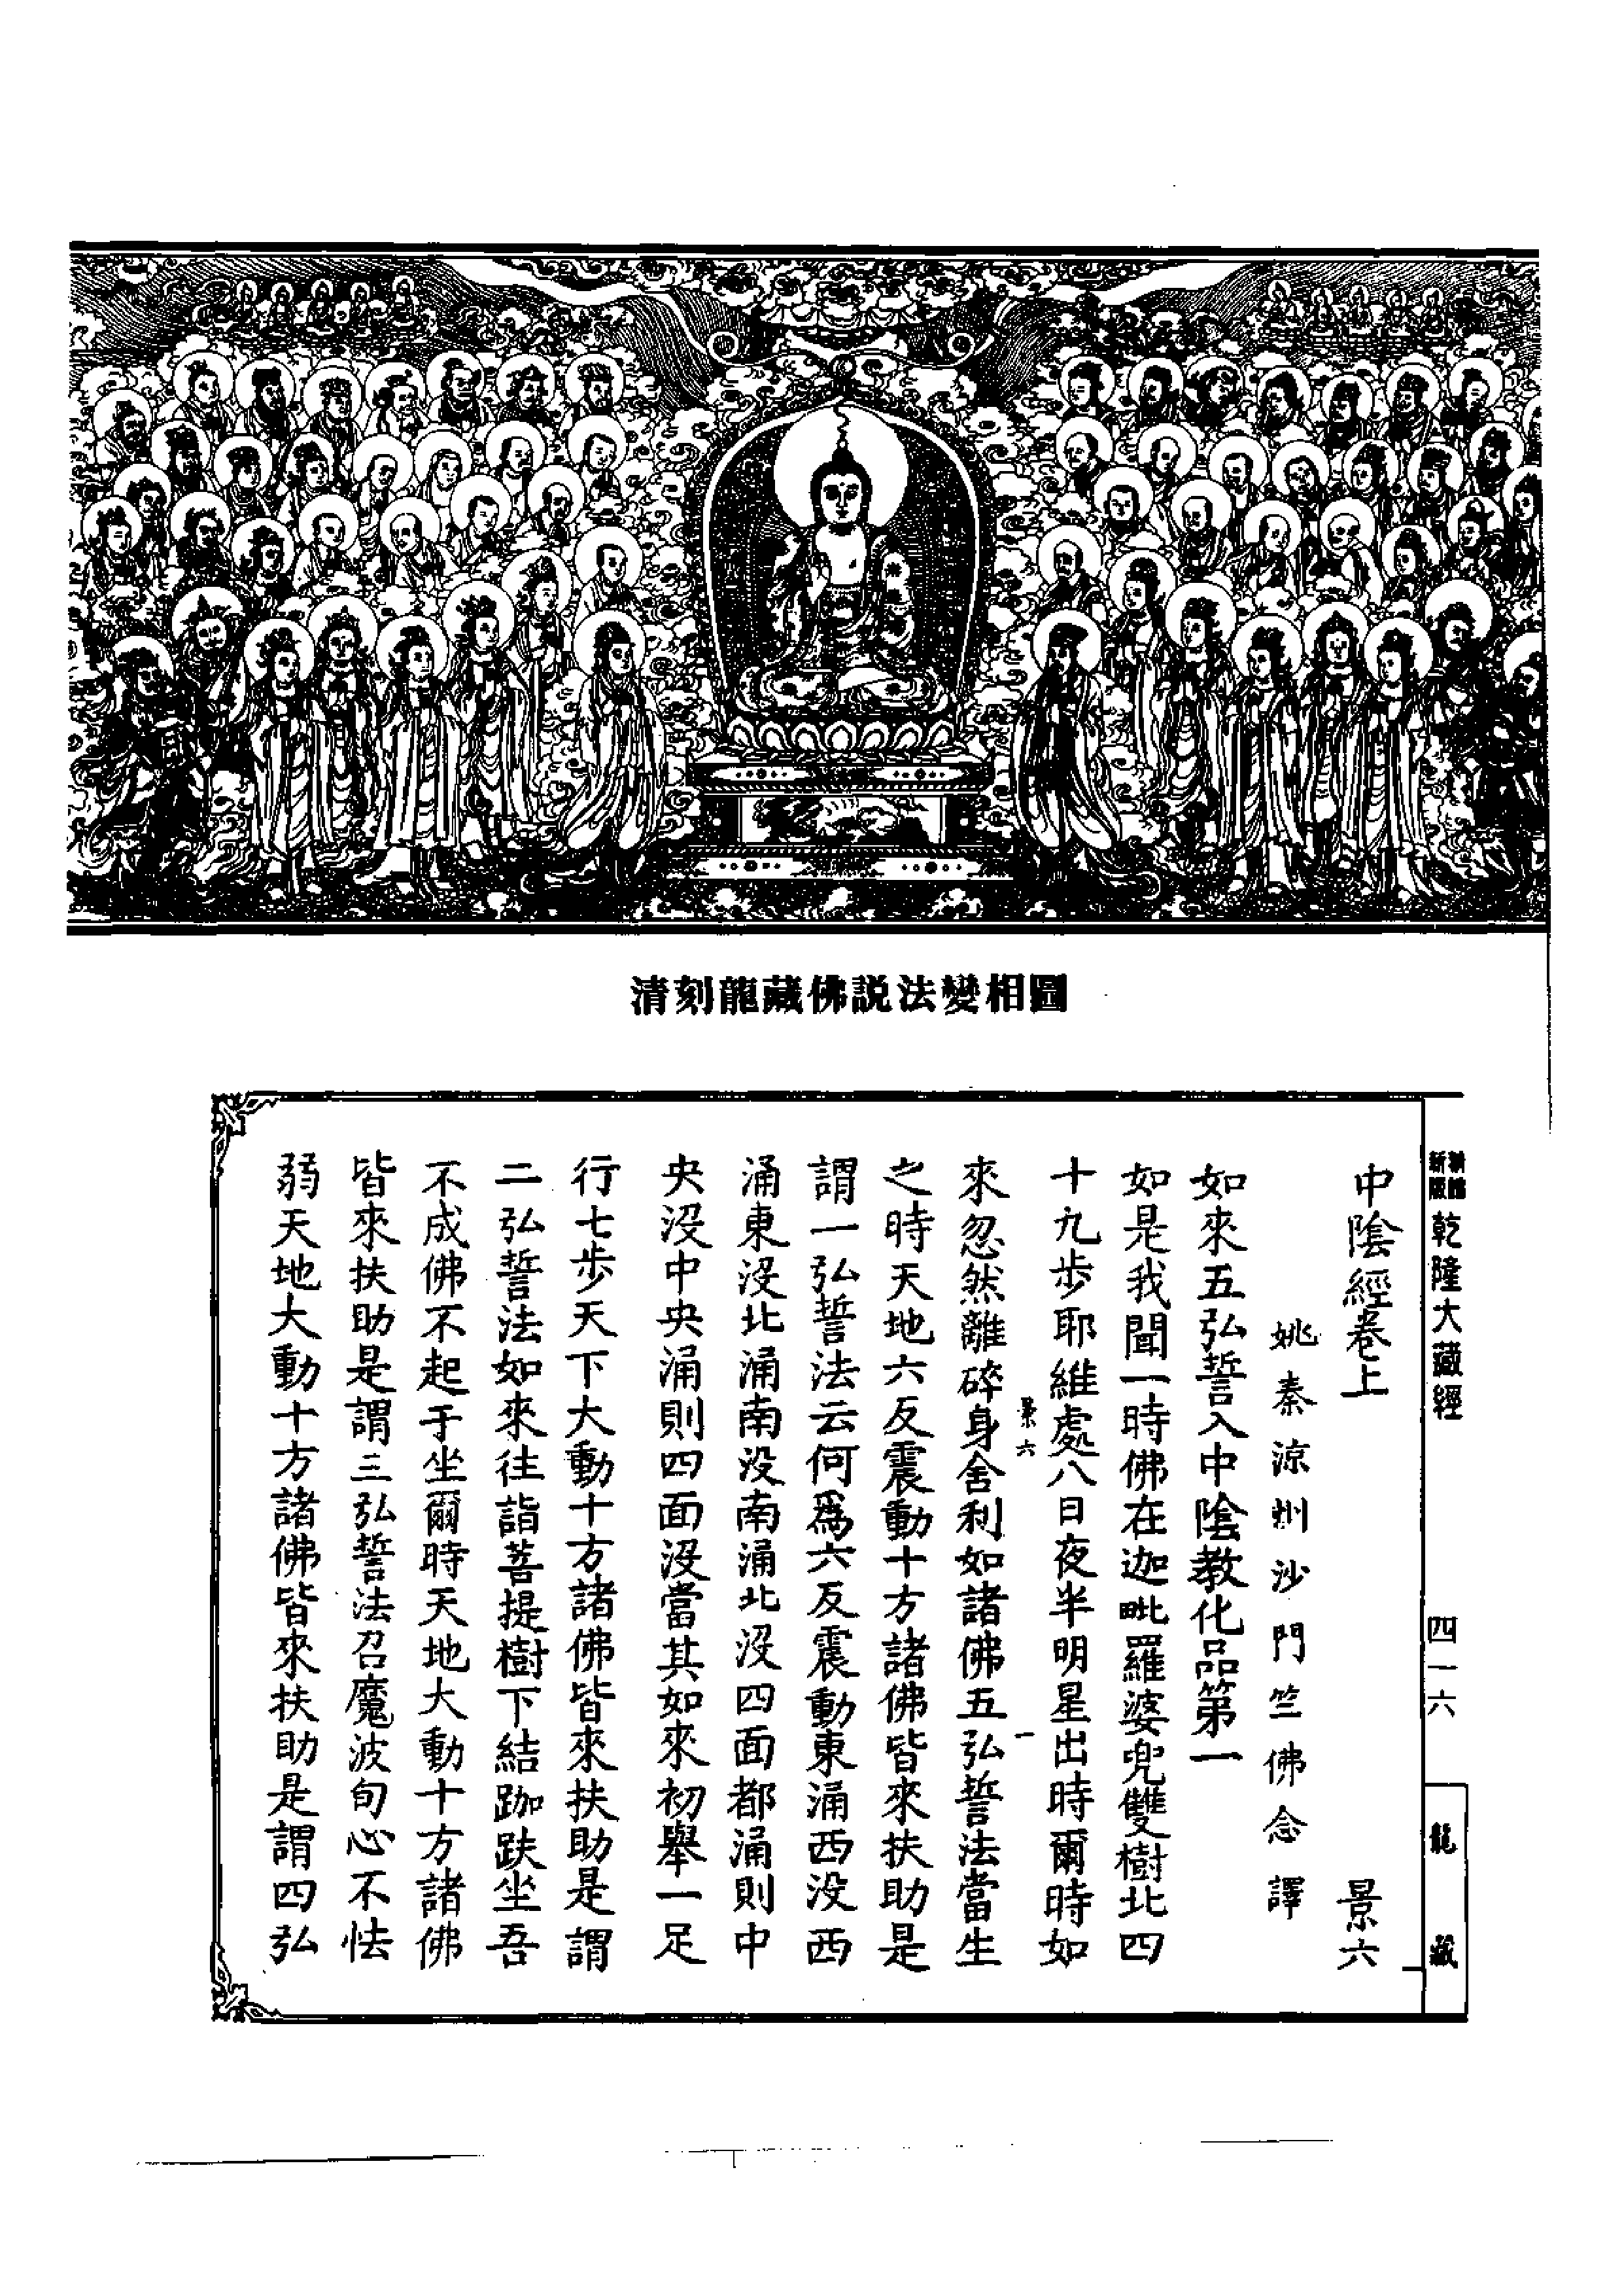 清刻龍藏佛説法變相圖
乾隆大藏經
四一六
龍藏
中陰經卷上 景六
姚秦涼州沙門竺佛念譯
如來五弘誓入中陰教化品第一
如是我聞一時佛在迦毗羅婆兜雙樹北四
十九步耶維處八日夜半明星出時爾時如
景六 一
來忽然離碎身舍利如諸佛五弘誓法當生
之時天地六反震動十方諸佛皆來扶助是
謂一弘誓法云何爲六反震動東涌西没西
涌東沒北涌南没南涌北沒四面都涌則中
央沒中央涌則四面沒當其如來初舉一足
行七步天下大動十方諸佛皆來扶助是謂
二弘誓法如來往詣菩提樹下結跏趺坐吾
不成佛不起于坐爾時天地大動十方諸佛
皆來扶助是謂三弘誓法召魔波旬心不怯
弱天地大動十方諸佛皆來扶助是謂四弘